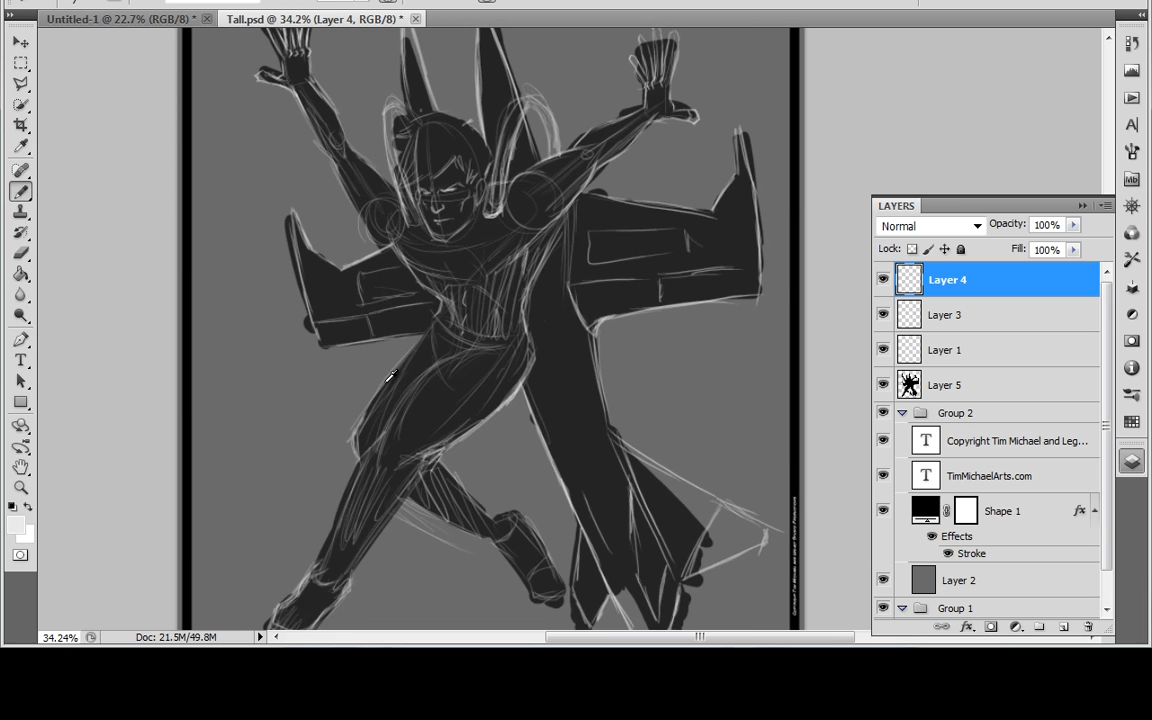 Untitled-1 @ 22.7% (RGB/8) *
Tall.psd @ 34.2% (Layer 4, RGB/8) *
LAYERS
Normal
Opacity: 100%
Lock:
Fill: 100%
Layer 4
Layer 3
Layer 1
Layer 5
Group 2
T Copyright Tim Michael and Leg...
T TimMichaelArts.com
Shape 1 fx
Effects
Stroke
Layer 2
Group 1
34.24%
Doc: 21.5M/49.8M